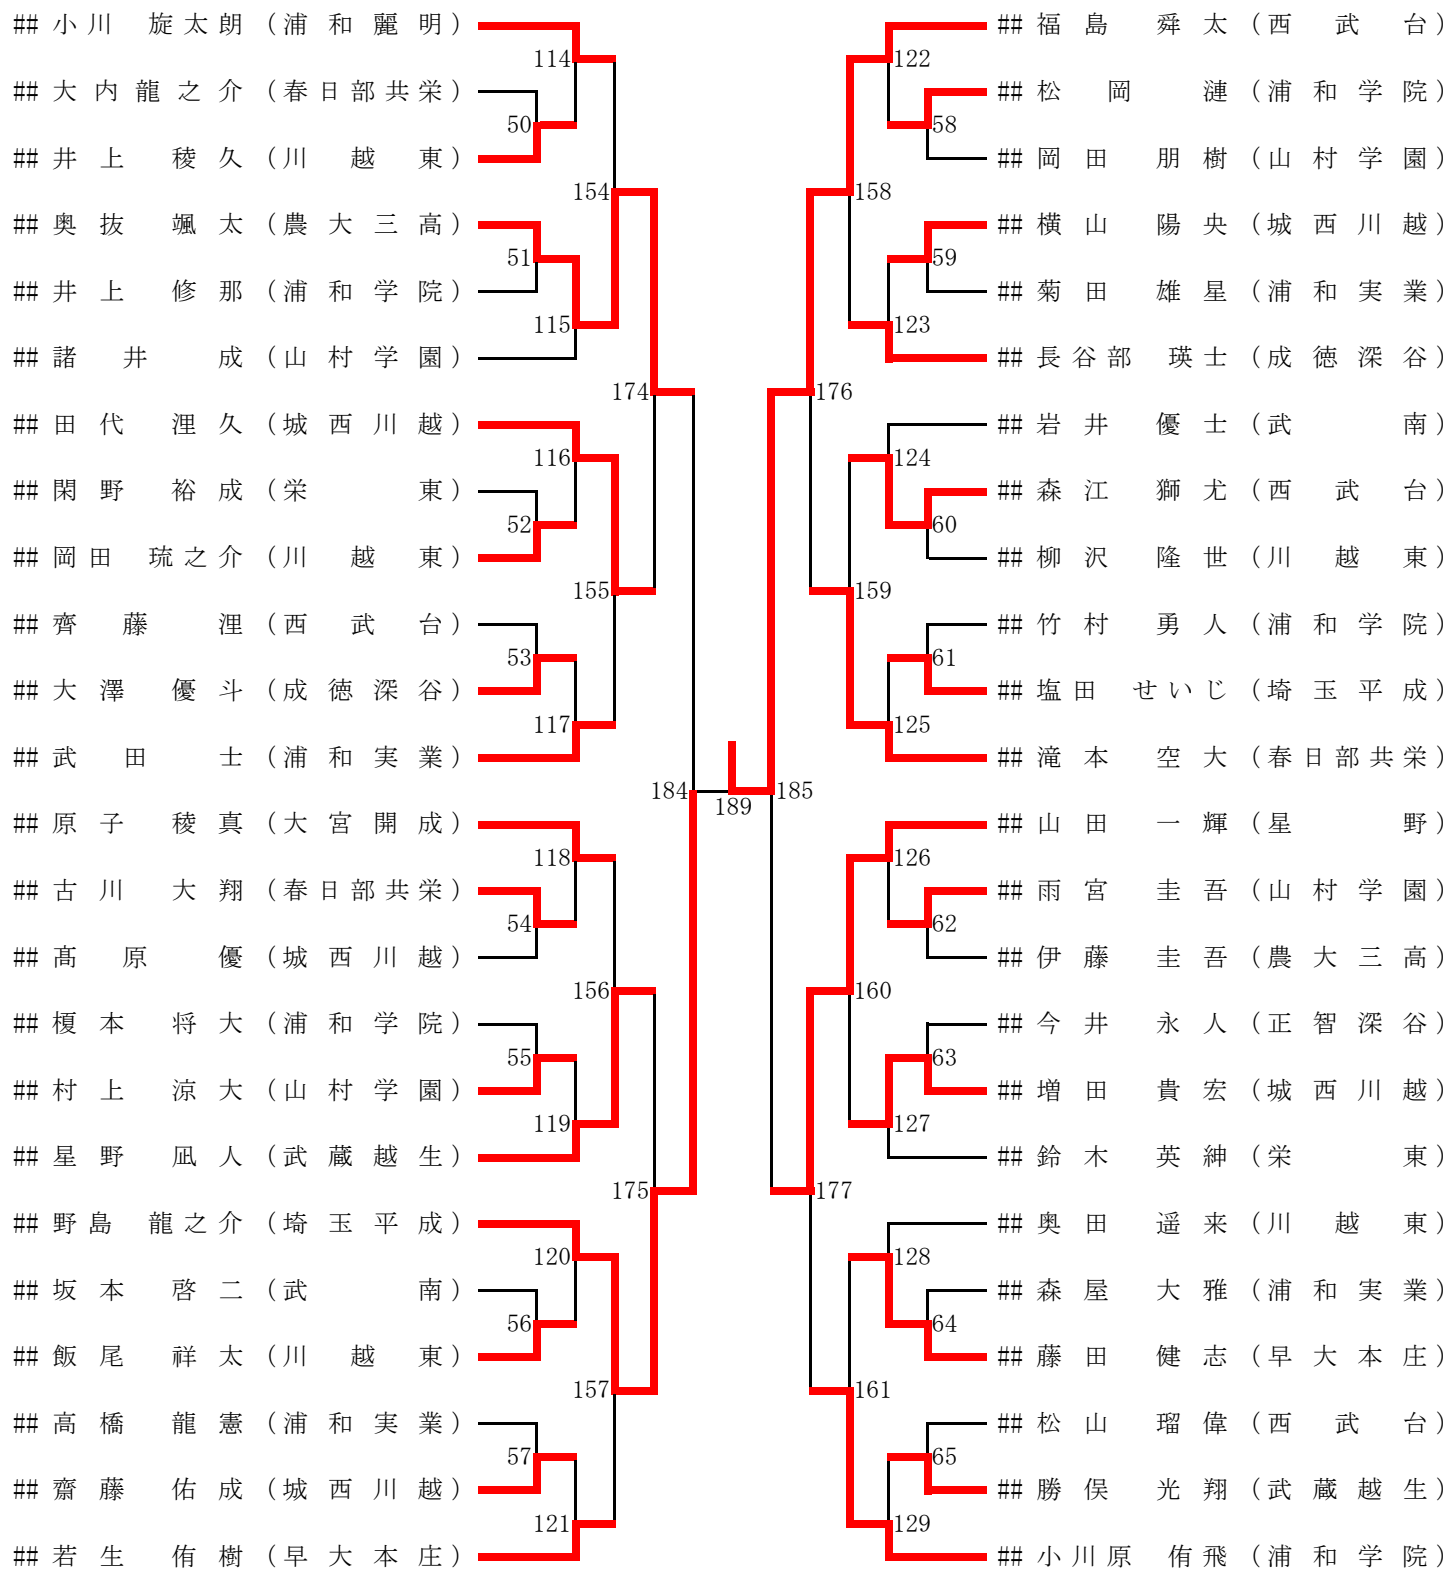 ## 小川 旋太朗 (浦和麗明)
## 大内龍之介 (春日部共栄)
## 井上 稜久 (川越東)
## 奥抜 颯太 (農大三高)
## 井上 修那 (浦和学院)
## 諸井 成 (山村学園)
## 田代 浬久 (城西川越)
## 閑野 裕成 (栄東)
## 岡田 琉之介 (川越東)
## 齊藤 浬 (西武台)
## 大澤 優斗 (成徳深谷)
## 武田 士 (浦和実業)
## 原子 稜真 (大宮開成)
## 古川 大翔 (春日部共栄)
## 髙原 優 (城西川越)
## 榎本 将大 (浦和学院)
## 村上 涼大 (山村学園)
## 星野 凪人 (武蔵越生)
## 野島 龍之介 (埼玉平成)
## 坂本 啓二 (武南)
## 飯尾 祥太 (川越東)
## 高橋 龍憲 (浦和実業)
## 齋藤 佑成 (城西川越)
## 若生 侑樹 (早大本庄)
114
50
154
51
115
174
116
52
155
53
117
184
118
54
156
55
119
175
120
56
157
57
121
189
122
58
158
59
123
176
124
60
159
61
125
185
126
62
160
63
127
177
128
64
161
65
129
## 福島 舜太 (西武台)
## 松岡 漣 (浦和学院)
## 岡田 朋樹 (山村学園)
## 横山 陽央 (城西川越)
## 菊田 雄星 (浦和実業)
## 長谷部 瑛士 (成徳深谷)
## 岩井 優士 (武南)
## 森江 獅尤 (西武台)
## 柳沢 隆世 (川越東)
## 竹村 勇人 (浦和学院)
## 塩田 せいじ (埼玉平成)
## 滝本 空大 (春日部共栄)
## 山田 一輝 (星野)
## 雨宮 圭吾 (山村学園)
## 伊藤 圭吾 (農大三高)
## 今井 永人 (正智深谷)
## 増田 貴宏 (城西川越)
## 鈴木 英紳 (栄東)
## 奥田 遥来 (川越東)
## 森屋 大雅 (浦和実業)
## 藤田 健志 (早大本庄)
## 松山 瑠偉 (西武台)
## 勝俣 光翔 (武蔵越生)
## 小川原 侑飛 (浦和学院)